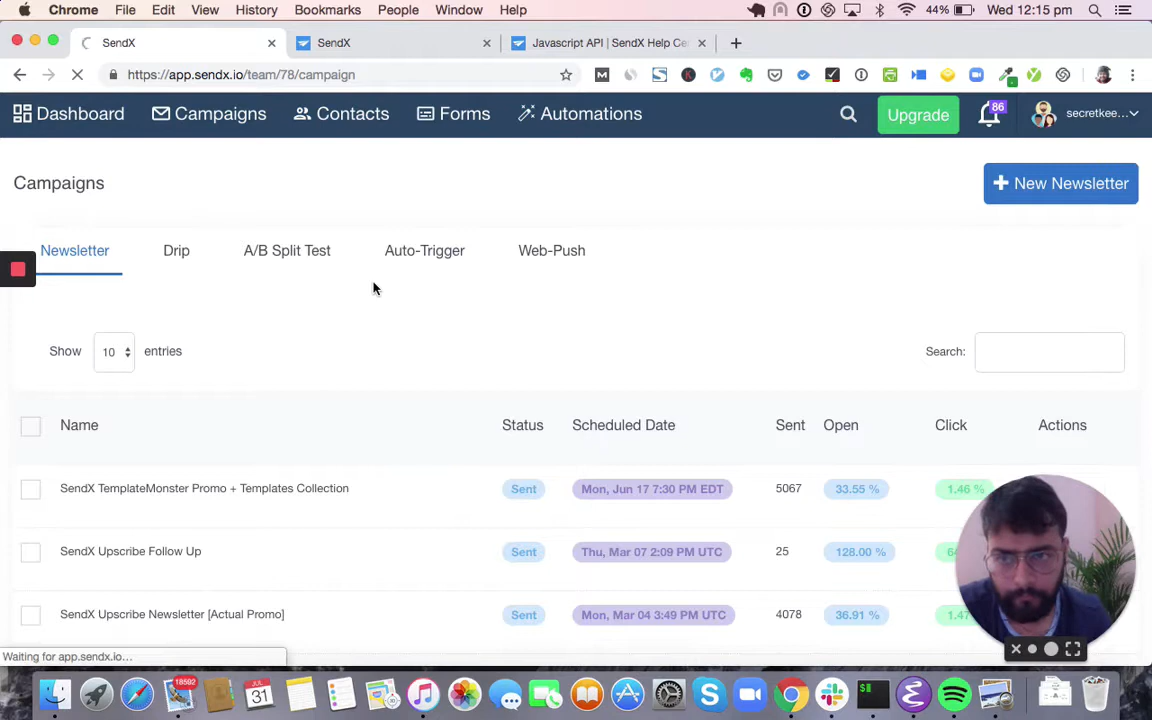 Chrome File Edit View History Bookmarks People Window Help 44% Wed 12:15 pm
SendX SendX Javascript API | SendX Help Ce
https://app.sendx.io/team/78/campaign
Dashboard Campaigns Contacts Forms Automations Upgrade 86 secretkee...
Campaigns + New Newsletter
Newsletter Drip A/B Split Test Auto-Trigger Web-Push
Show 10 entries Search:
Name Status Scheduled Date Sent Open Click Actions
SendX TemplateMonster Promo + Templates Collection Sent Mon, Jun 17 7:30 PM EDT 5067 33.55 % 1.46 %
SendX Upscribe Follow Up Sent Thu, Mar 07 2:09 PM UTC 25 128.00 %
SendX Upscribe Newsletter [Actual Promo] Sent Mon, Mar 04 3:49 PM UTC 4078 36.91 %
Waiting for app.sendx.io...
18592 JUL 31